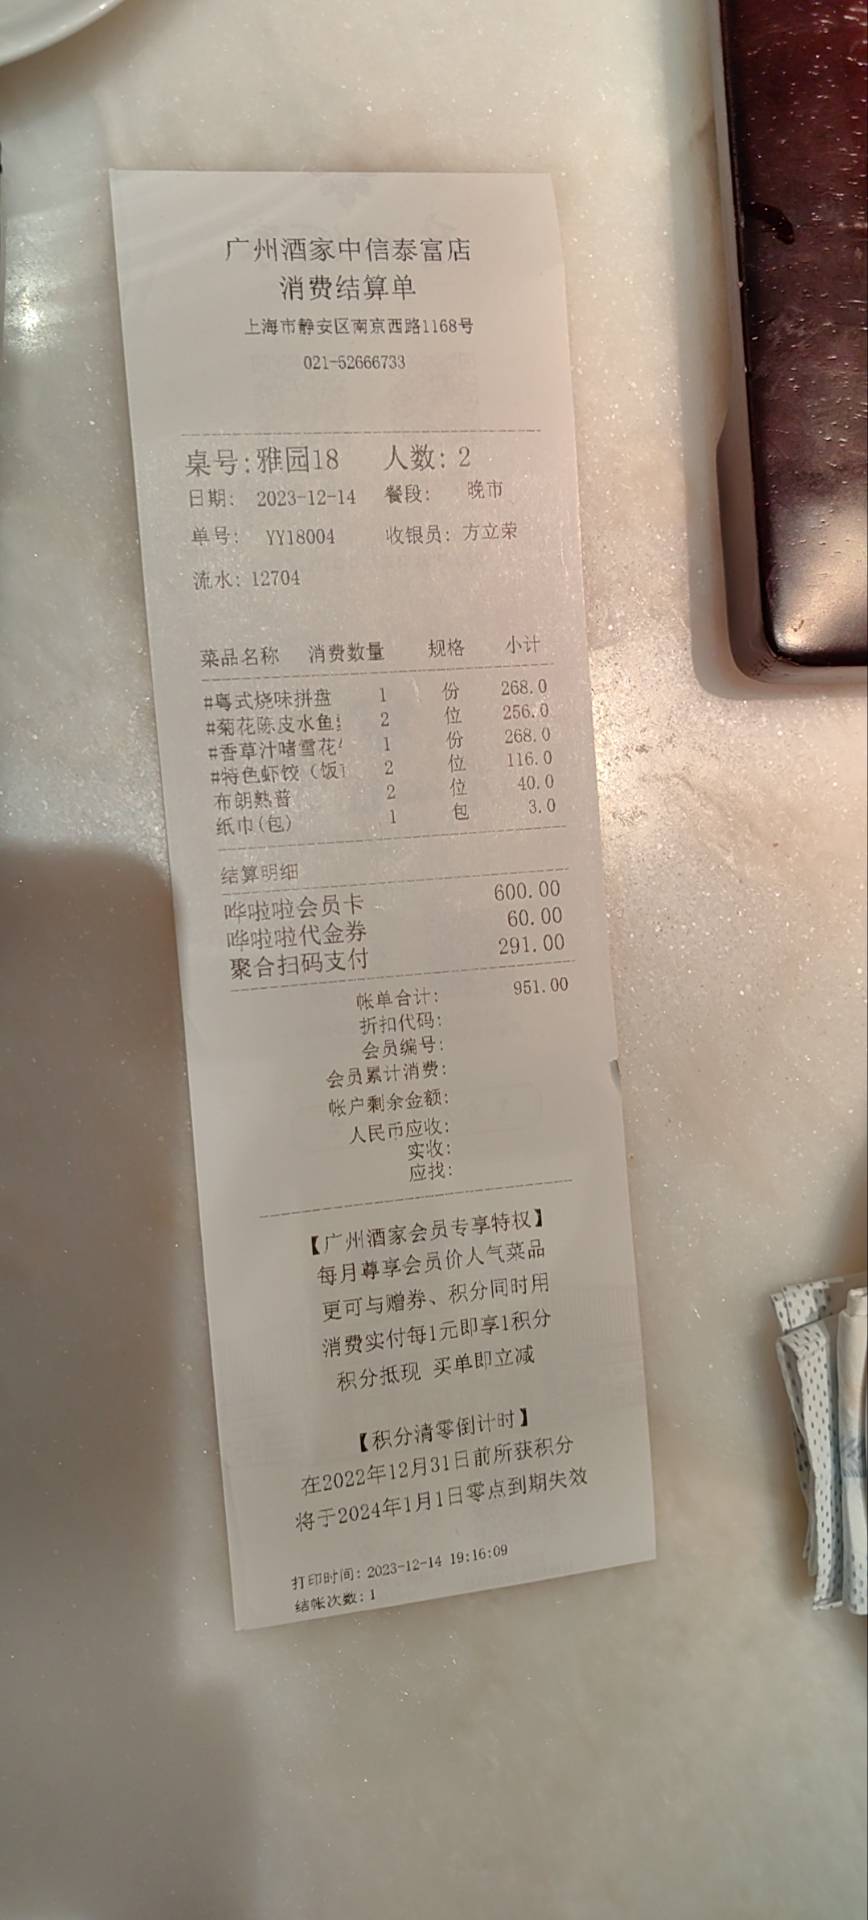 广州酒家中信泰富店
消费结算单
上海市静安区南京西路1168号
021-52666733
桌号:雅园18 人数: 2
日期: 2023-12-14 餐段: 晚市
单号: YY18004 收银员: 方立荣
流水: 12704
菜品名称 消费数量 规格 小计
#粤式烧味拼盘 1 份 268.0
#菊花陈皮水鱼 2 位 256.0
#香草汁啫雪花 1 份 268.0
#特色虾饺（饭 2 位 116.0
布朗熟普 2 位 40.0
纸巾(包) 1 包 3.0
结算明细
哗啦啦会员卡 600.00
哗啦啦代金券 60.00
聚合扫码支付 291.00
帐单合计: 951.00
折扣代码:
会员编号:
会员累计消费:
帐户剩余金额:
人民币应收:
实收:
应找:
【广州酒家会员专享特权】
每月尊享会员价人气菜品
更可与赠券、积分同时用
消费实付每1元即享1积分
积分抵现 买单即立减
【积分清零倒计时】
在2022年12月31日前所获积分
将于2024年1月1日零点到期失效
打印时间: 2023-12-14 19:16:09
结帐次数: 1